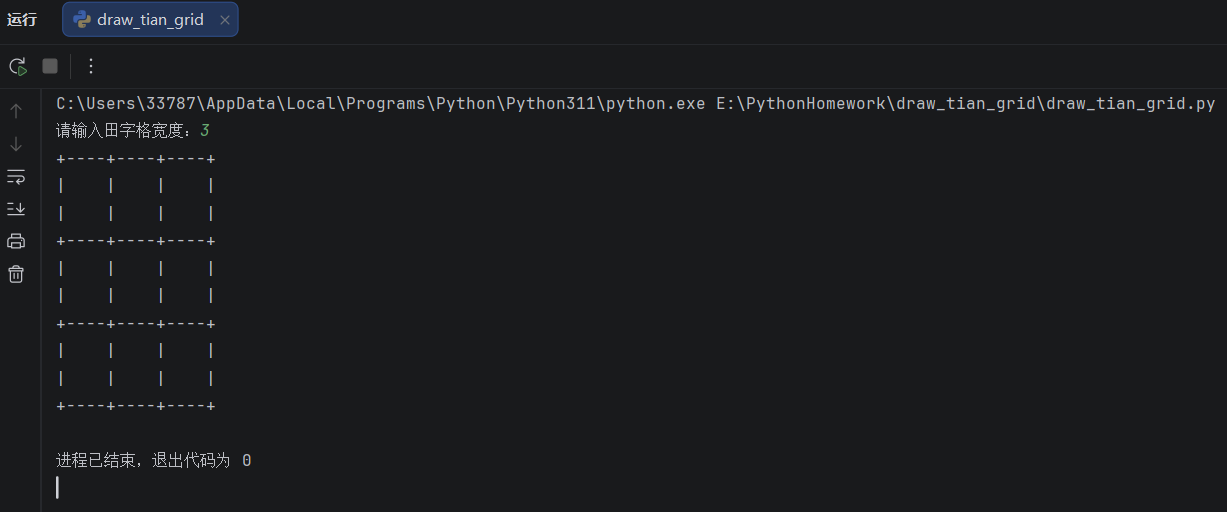 运行 draw_tian_grid
C:\Users\33787\AppData\Local\Programs\Python\Python311\python.exe E:\PythonHomework\draw_tian_grid\draw_tian_grid.py
请输入田字格宽度：3
+----+----+----+
|    |    |    |
|    |    |    |
+----+----+----+
|    |    |    |
|    |    |    |
+----+----+----+
|    |    |    |
|    |    |    |
+----+----+----+
进程已结束，退出代码为 0